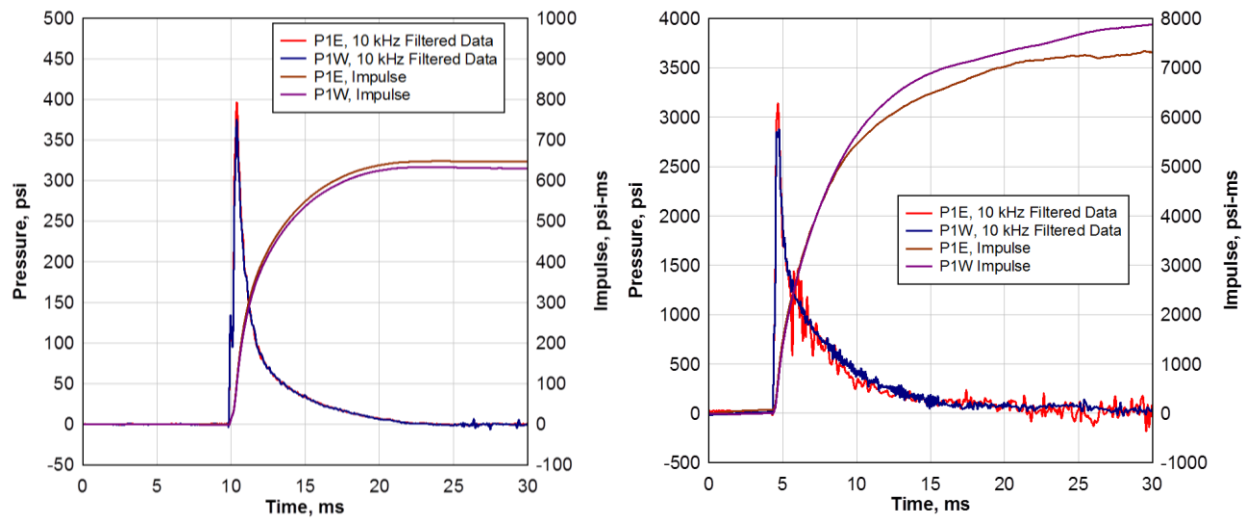 500
450
400
350
300
250
200
150
100
50
0
-50
Pressure, psi
P1E, 10 kHz Filtered Data
P1W, 10 kHz Filtered Data
P1E, Impulse
P1W, Impulse
1000
900
800
700
600
500
400
300
200
100
0
-100
Impulse, psi-ms
0 5 10 15 20 25 30
Time, ms
4000
3500
3000
2500
2000
1500
1000
500
0
-500
Pressure, psi
P1E, 10 kHz Filtered Data
P1W, 10 kHz Filtered Data
P1E, Impulse
P1W Impulse
8000
7000
6000
5000
4000
3000
2000
1000
0
-1000
Impulse, psi-ms
0 5 10 15 20 25 30
Time, ms